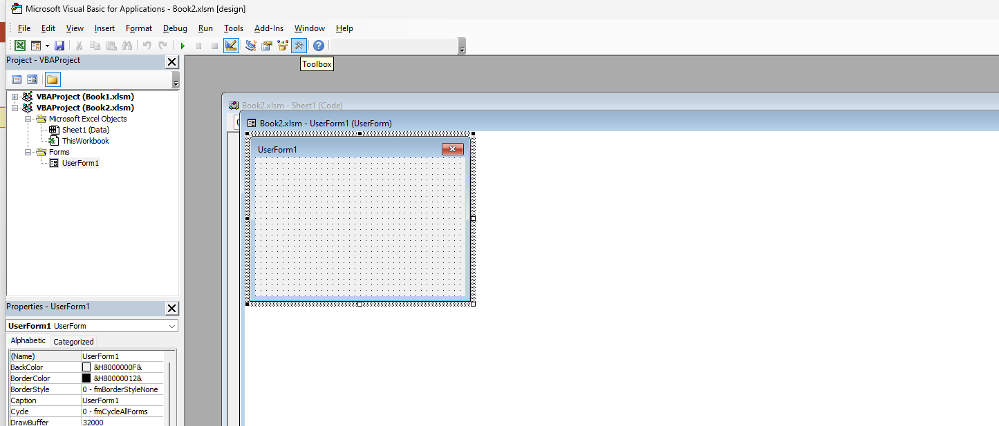 Microsoft Visual Basic for Applications - Book2.xlsm [design]
File Edit View Insert Format Debug Run Tools Add-Ins Window Help
Toolbox
Project - VBAProject
VBAProject (Book1.xlsm)
VBAProject (Book2.xlsm)
Microsoft Excel Objects
Sheet1 (Data)
ThisWorkbook
Forms
UserForm1
Book2.xlsm - Sheet1 (Code)
(
Book2.xlsm - UserForm1 (UserForm)
UserForm1
Properties - UserForm1
UserForm1 UserForm
Alphabetic Categorized
(Name) UserForm1
BackColor &H8000000F&
BorderColor &H80000012&
BorderStyle 0 - fmBorderStyleNone
Caption UserForm1
Cycle 0 - fmCycleAllForms
DrawBuffer 32000